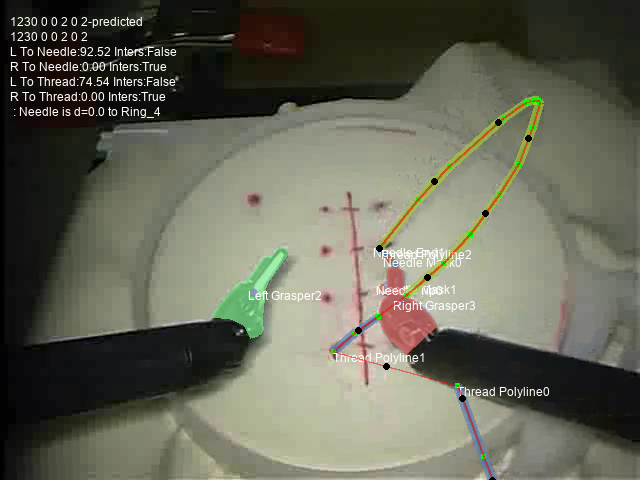 1230 0 0 2 0 2-predicted
1230 0 0 2 0 2
L To Needle:92.52 Inters:False
R To Needle:0.00 Inters:True
L To Thread:74.54 Inters:False
R To Thread:0.00 Inters:True
: Needle is d=0.0 to Ring_4
Thread Polyline2
Left Grasper2
Right Grasper3
Thread Polyline1
Thread Polyline0